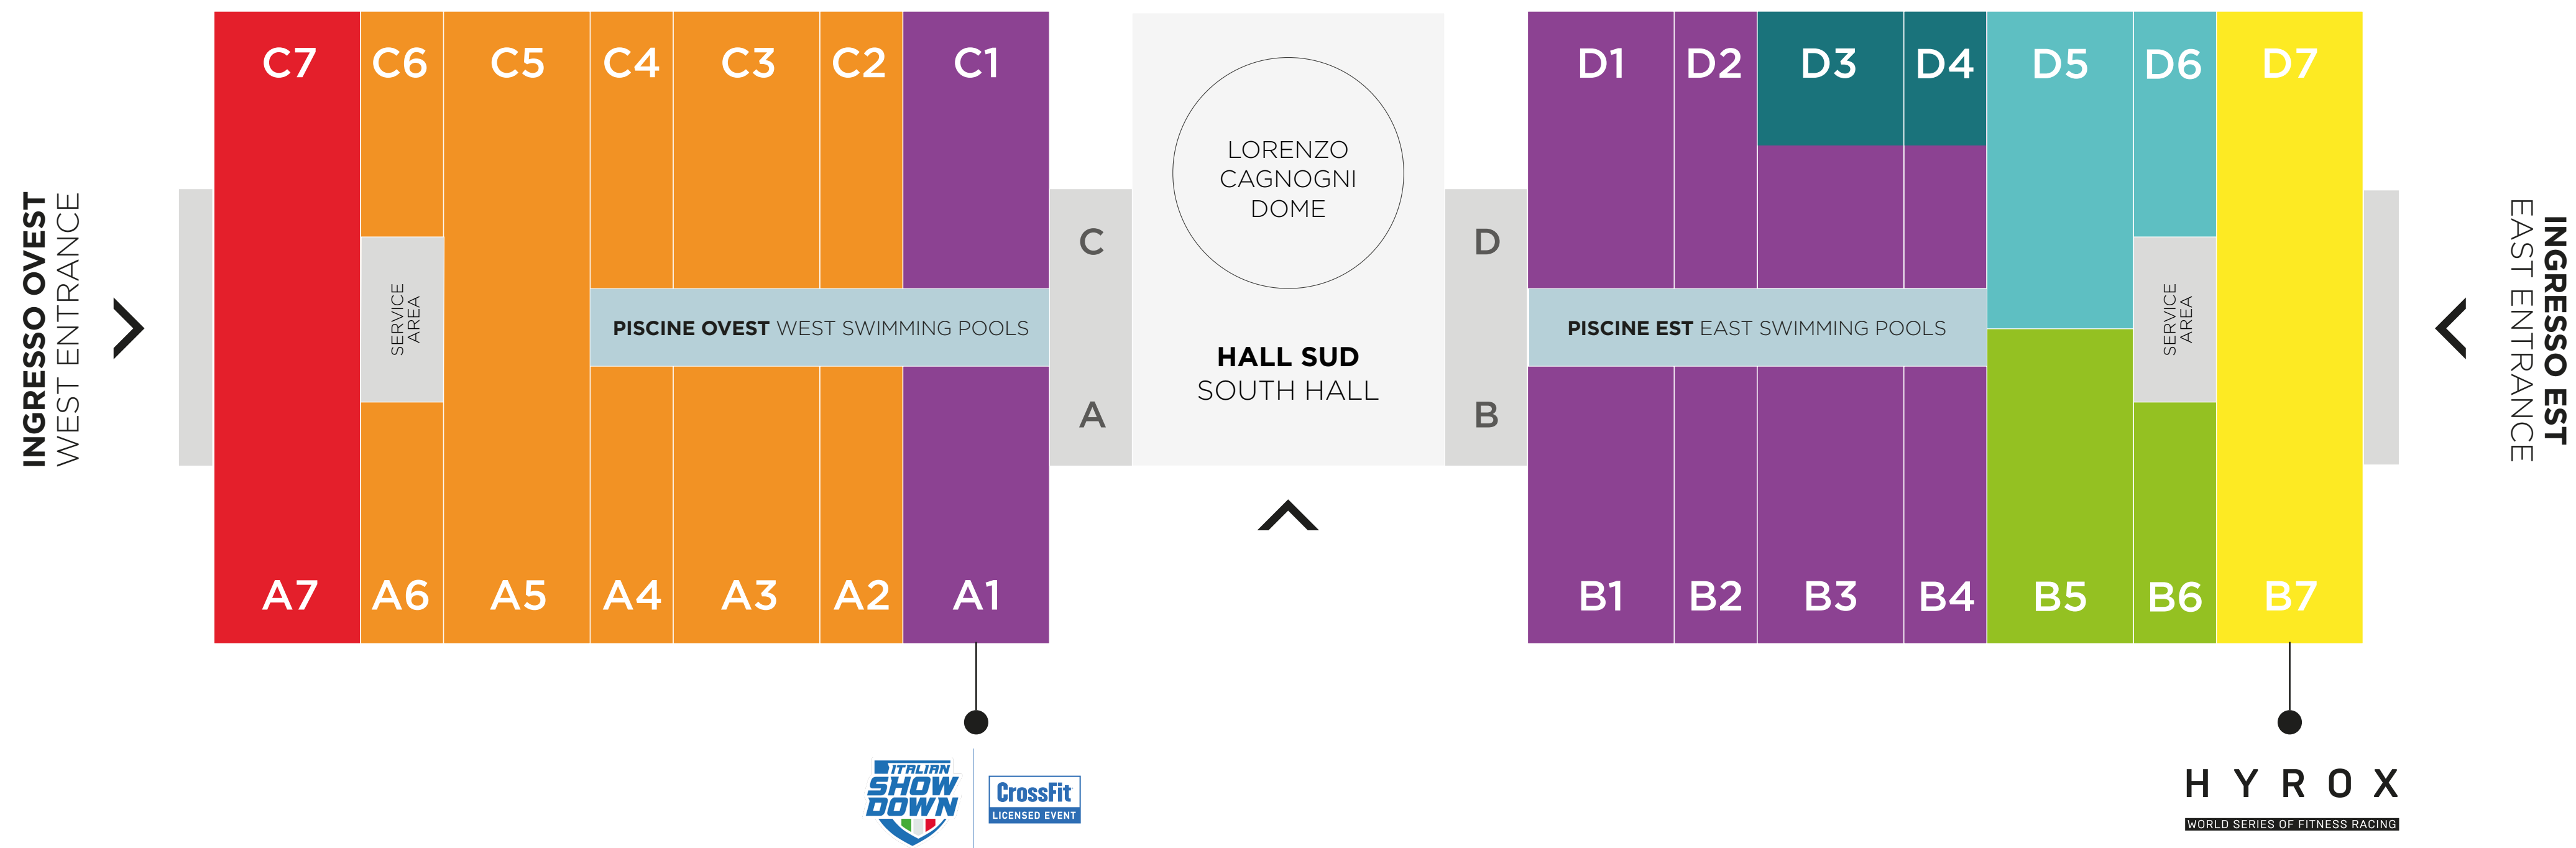 C7 C6 C5 C4 C3 C2 C1
D1 D2 D3 D4 D5 D6 D7
LORENZO
CAGNOGNI
DOME
INGRESSO OVEST
WEST ENTRANCE
C
D
INGRESSO EST
EAST ENTRANCE
SERVICE
AREA
PISCINE OVEST WEST SWIMMING POOLS
HALL SUD
SOUTH HALL
PISCINE EST EAST SWIMMING POOLS
SERVICE
AREA
A
B
A7 A6 A5 A4 A3 A2 A1
B1 B2 B3 B4 B5 B6 B7
ITALIAN
SHOW
DOWN
CrossFit
LICENSED EVENT
HYROX
WORLD SERIES OF FITNESS RACING